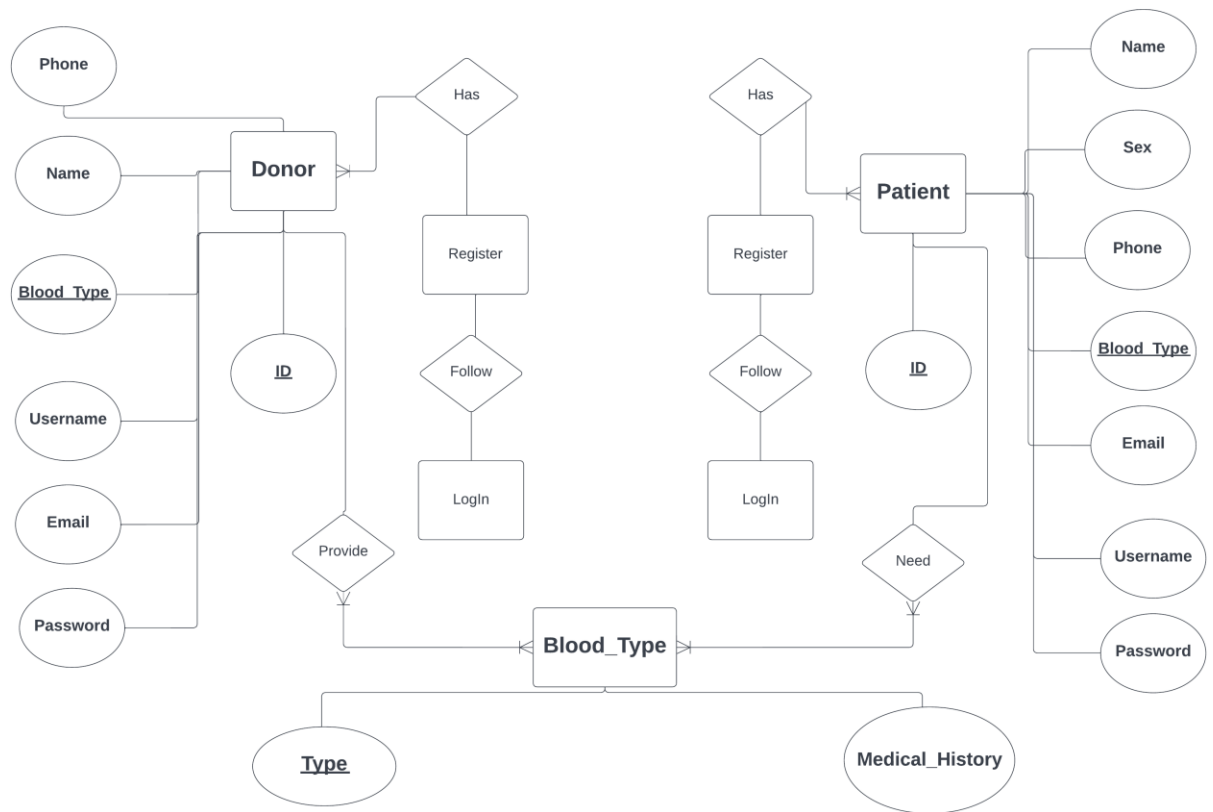 Phone
Has
Has
Name
Donor
Name
Sex
Patient
Register
Register
Phone
Blood_Type
ID
Follow
Follow
ID
Blood_Type
Username
Email
LogIn
LogIn
Email
Provide
Need
Username
Password
Blood_Type
Password
Type
Medical_History